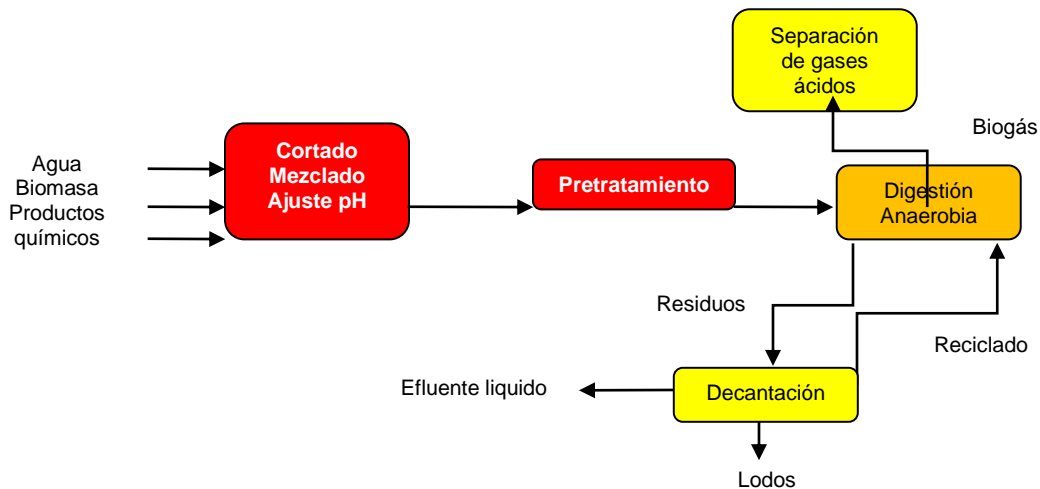 Separación
de gases
ácidos
Biogás
Agua
Biomasa
Productos
químicos
Cortado
Mezclado
Ajuste pH
Pretratamiento
Digestión
Anaerobia
Residuos
Reciclado
Efluente liquido
Decantación
Lodos